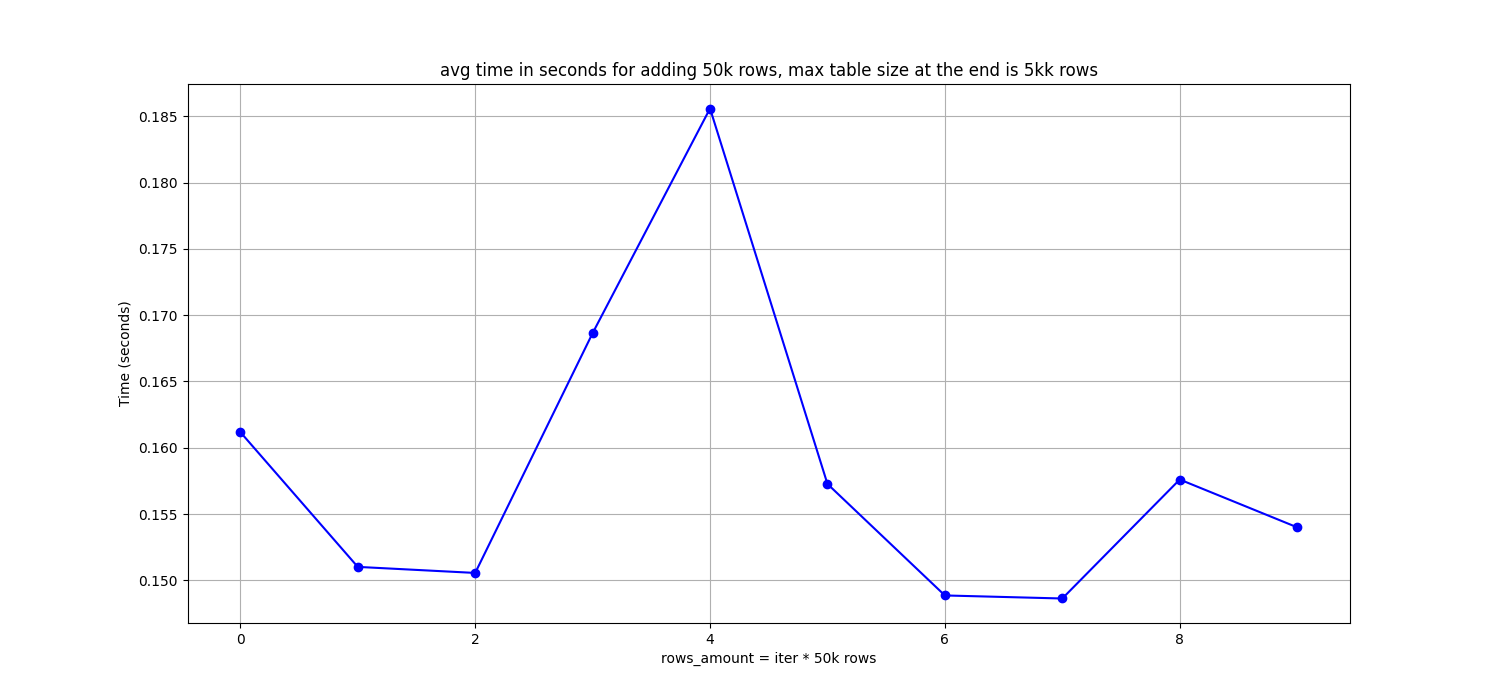 avg time in seconds for adding 50k rows, max table size at the end is 5kk rows
Time (seconds)
0.185
0.180
0.175
0.170
0.165
0.160
0.155
0.150
0 2 4 6 8
rows_amount = iter * 50k rows